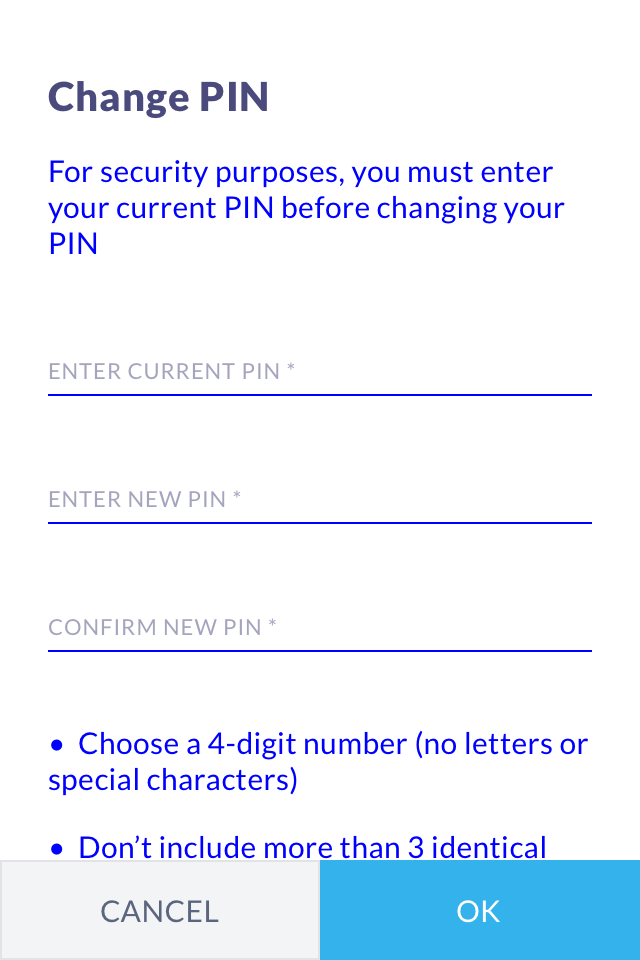 Change PIN
For security purposes, you must enter
your current PIN before changing your
PIN
ENTER CURRENT PIN *
ENTER NEW PIN *
CONFIRM NEW PIN *
• Choose a 4-digit number (no letters or
special characters)
• Don’t include more than 3 identical
CANCEL
OK